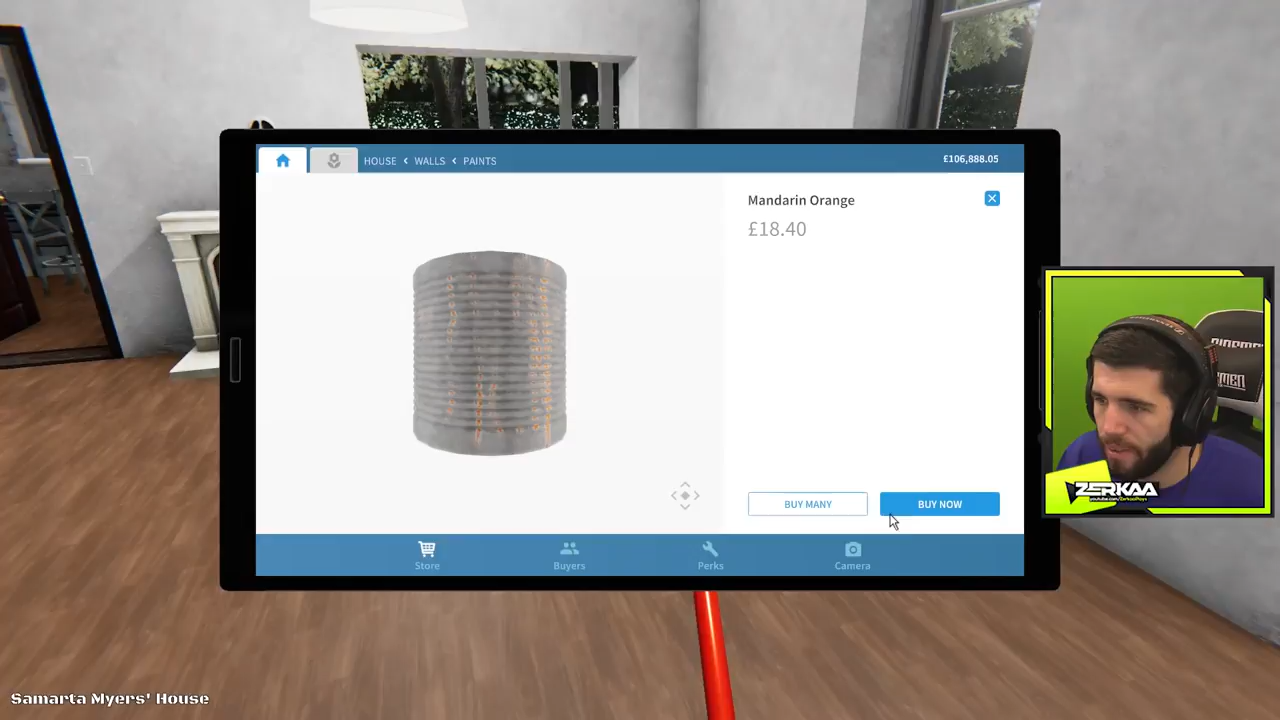 HOUSE < WALLS < PAINTS
£106,888.05
Mandarin Orange
£18.40
BUY MANY
BUY NOW
Store
Buyers
Perks
Camera
ZERKAA
Samarta Myers' House